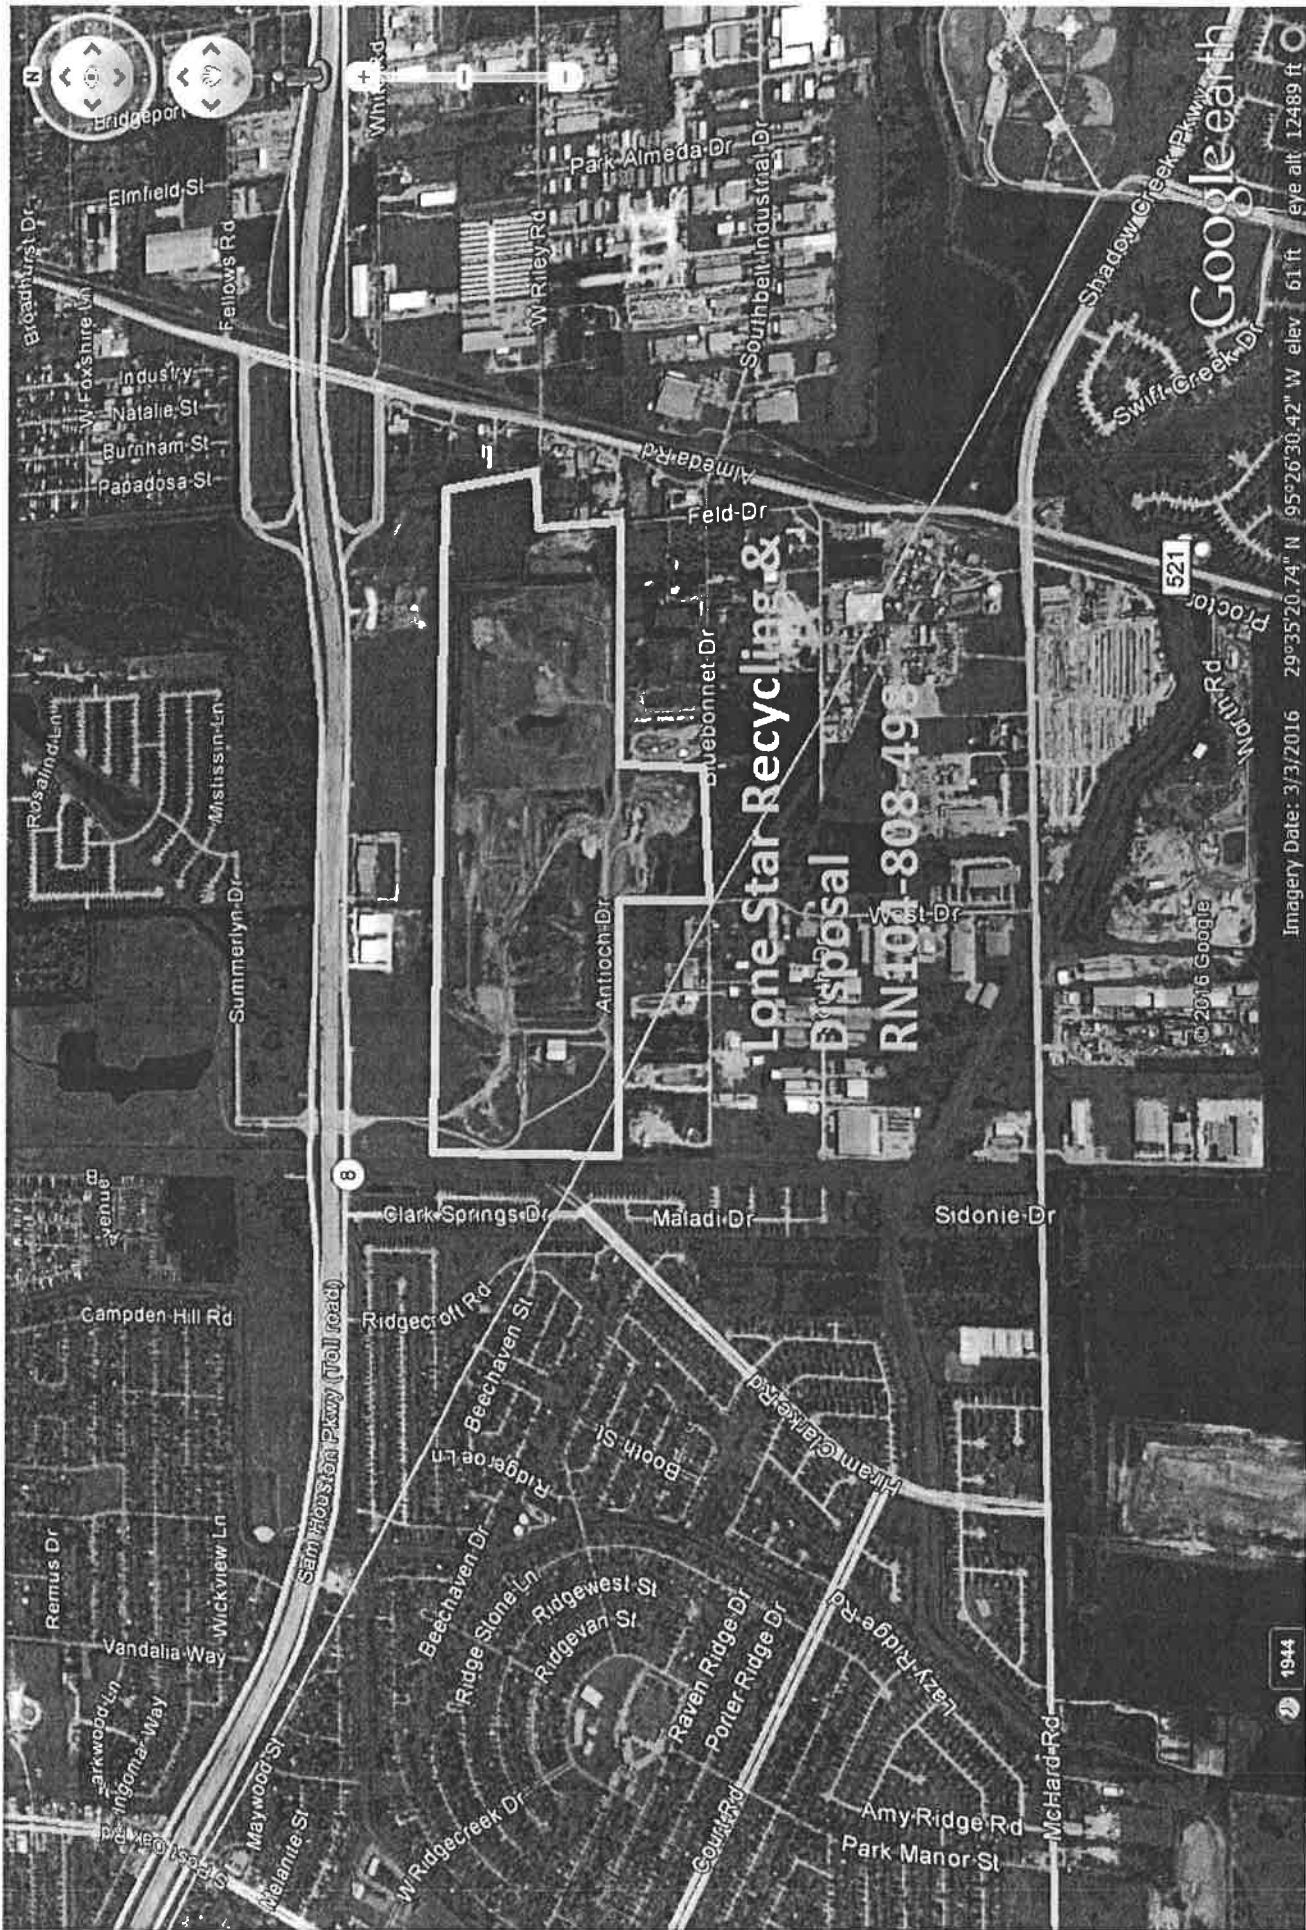 N
Broadhurst Dr
W Foxshire Ln
Bridgeport
Elmfield St
Fellows Rd
Industry
Natalie St
Burnham St
Papadosa St
W Riley Rd
Park Almeda Dr
Southbelt Industrial Dr
Almeda Rd
Feld Dr
Shadow Creek Pkwy
Swift Creek Dr
521
Proctor
North Rd
Rosalind Ln
Mississin Ln
Summerlyn Dr
Antioch Dr
Bluebonnet Dr
West Dr
Lone Star Recycling &
Disposal
RN101-808-498
8
Clark Springs Dr
Maladi Dr
Sidonie Dr
Avenue B
Campden Hill Rd
Sam Houston Pkwy (Toll road)
Ridgecroft Rd
Beechaven St
Ridgeroe Ln
Booth St
Hiram Clarke Rd
Remus Dr
Wickview Ln
Vandalia Way
Beechaven Dr
Ridge Stone Ln
Ridgewest St
Ridgevan St
Raven Ridge Dr
Porter Ridge Dr
Lazy Ridge Rd
Ingomar Way
S Post Oak Rd
Maywood St
Melanite St
W Ridgecreek Dr
Court Rd
Amy Ridge Rd
Park Manor St
McHard Rd
1944
© 2016 Google
Google earth
Imagery Date: 3/3/2016 29°35'20.74" N 95°26'30.42" W elev 61 ft eye alt 12489 ft